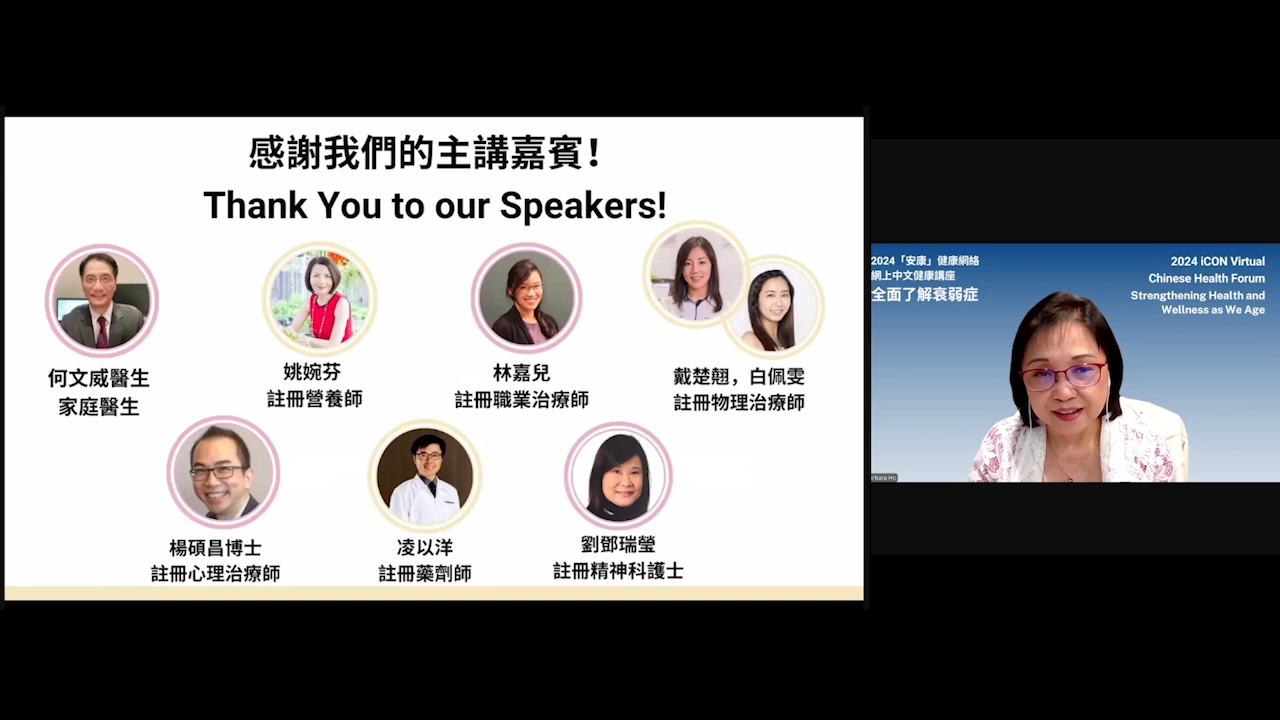 感謝我們的主講嘉賓！
Thank You to our Speakers!
何文威醫生
家庭醫生
姚婉芬
註冊營養師
林嘉兒
註冊職業治療師
戴楚翹，白佩雯
註冊物理治療師
楊碩昌博士
註冊心理治療師
凌以洋
註冊藥劑師
劉鄧瑞瑩
註冊精神科護士
2024「安康」健康網絡
網上中文健康講座
全面了解衰弱症
2024 iCON Virtual
Chinese Health Forum
Strengthening Health and
Wellness as We Age
arbara Ho